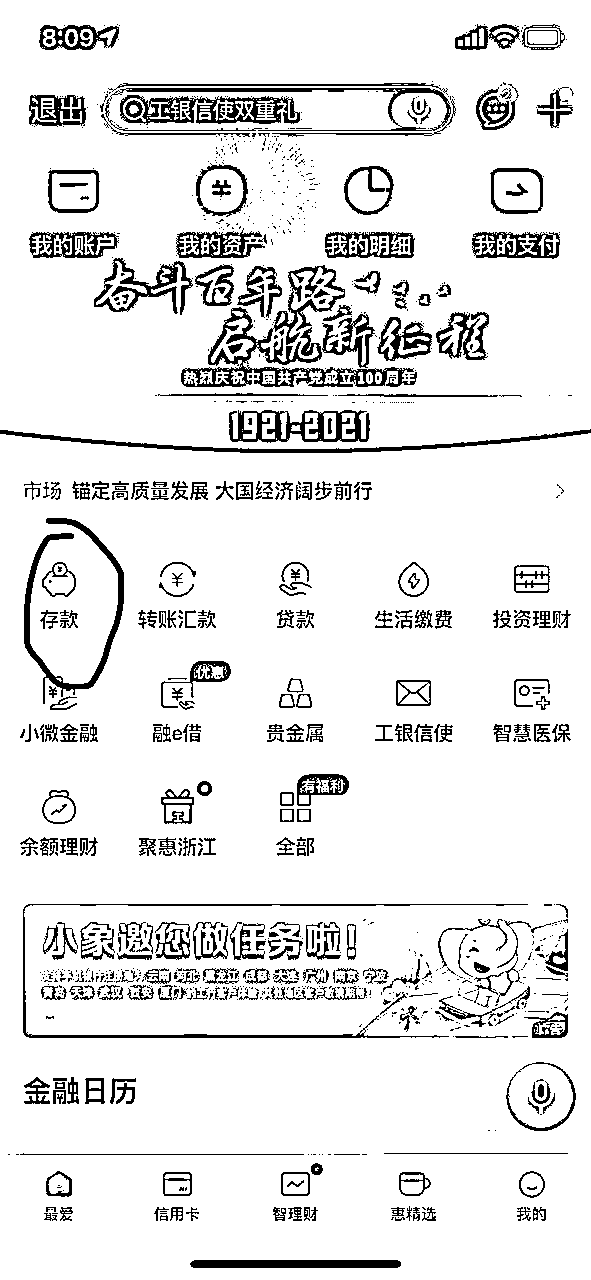 8:09
退出 工银信使双重礼
我的账户 我的资产 我的明细 我的支付
奋斗百年路
启航新征程
热烈庆祝中国共产党成立100周年
1921-2021
市场 锚定高质量发展 大国经济阔步前行
存款 转账汇款 贷款 生活缴费 投资理财
优惠
小微金融 融e借 贵金属 工银信使 智慧医保
有福利
余额理财 聚惠浙江 全部
小象邀您做任务啦！
金融日历
最爱 信用卡 智理财 惠精选 我的